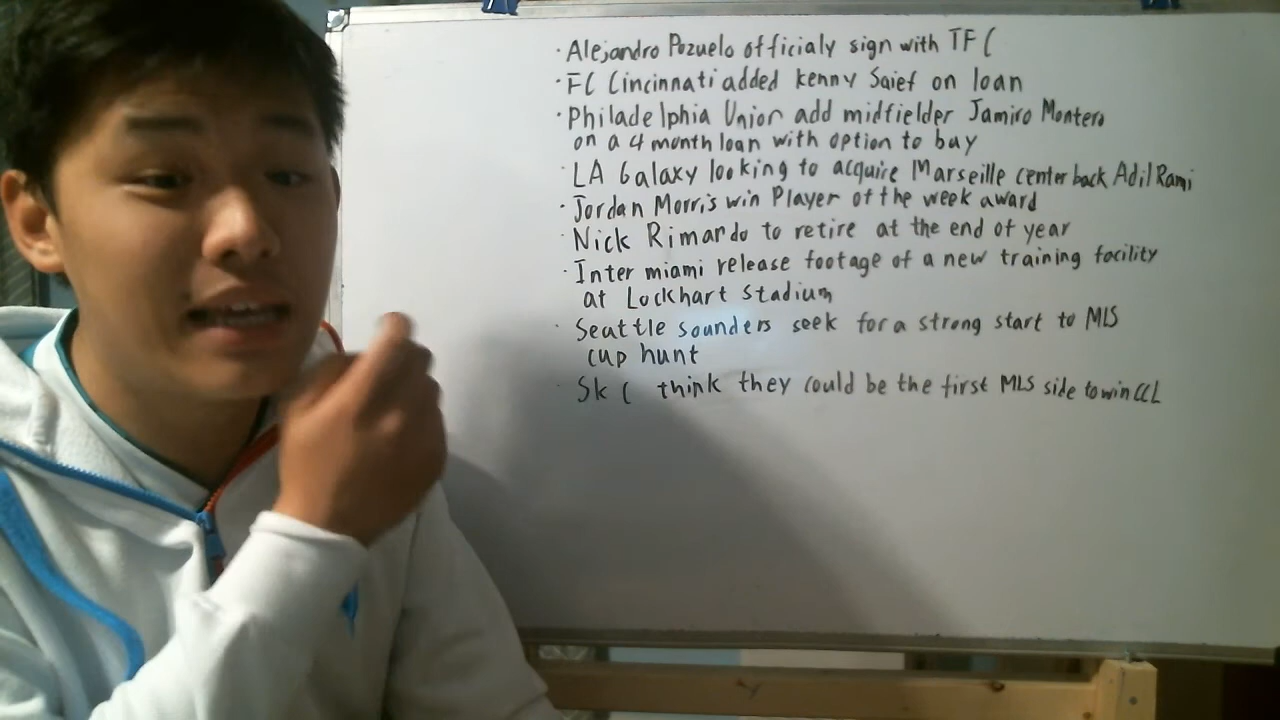 · Alejandro Pozuelo officialy sign with TFC
· FC Cincinnati added kenny Saief on loan
· Philadelphia Union add midfielder Jamiro Montero
on a 4 month loan with option to buy
· LA Galaxy looking to acquire Marseille center back Adil Rami
· Jordan Morris win Player of the week award
· Nick Rimando to retire at the end of year
· Inter miami release footage of a new training facility
at Lockhart Stadium
· Seattle sounders seek for a strong start to MLS
cup hunt
· SKC think they could be the first MLS side to win CCL